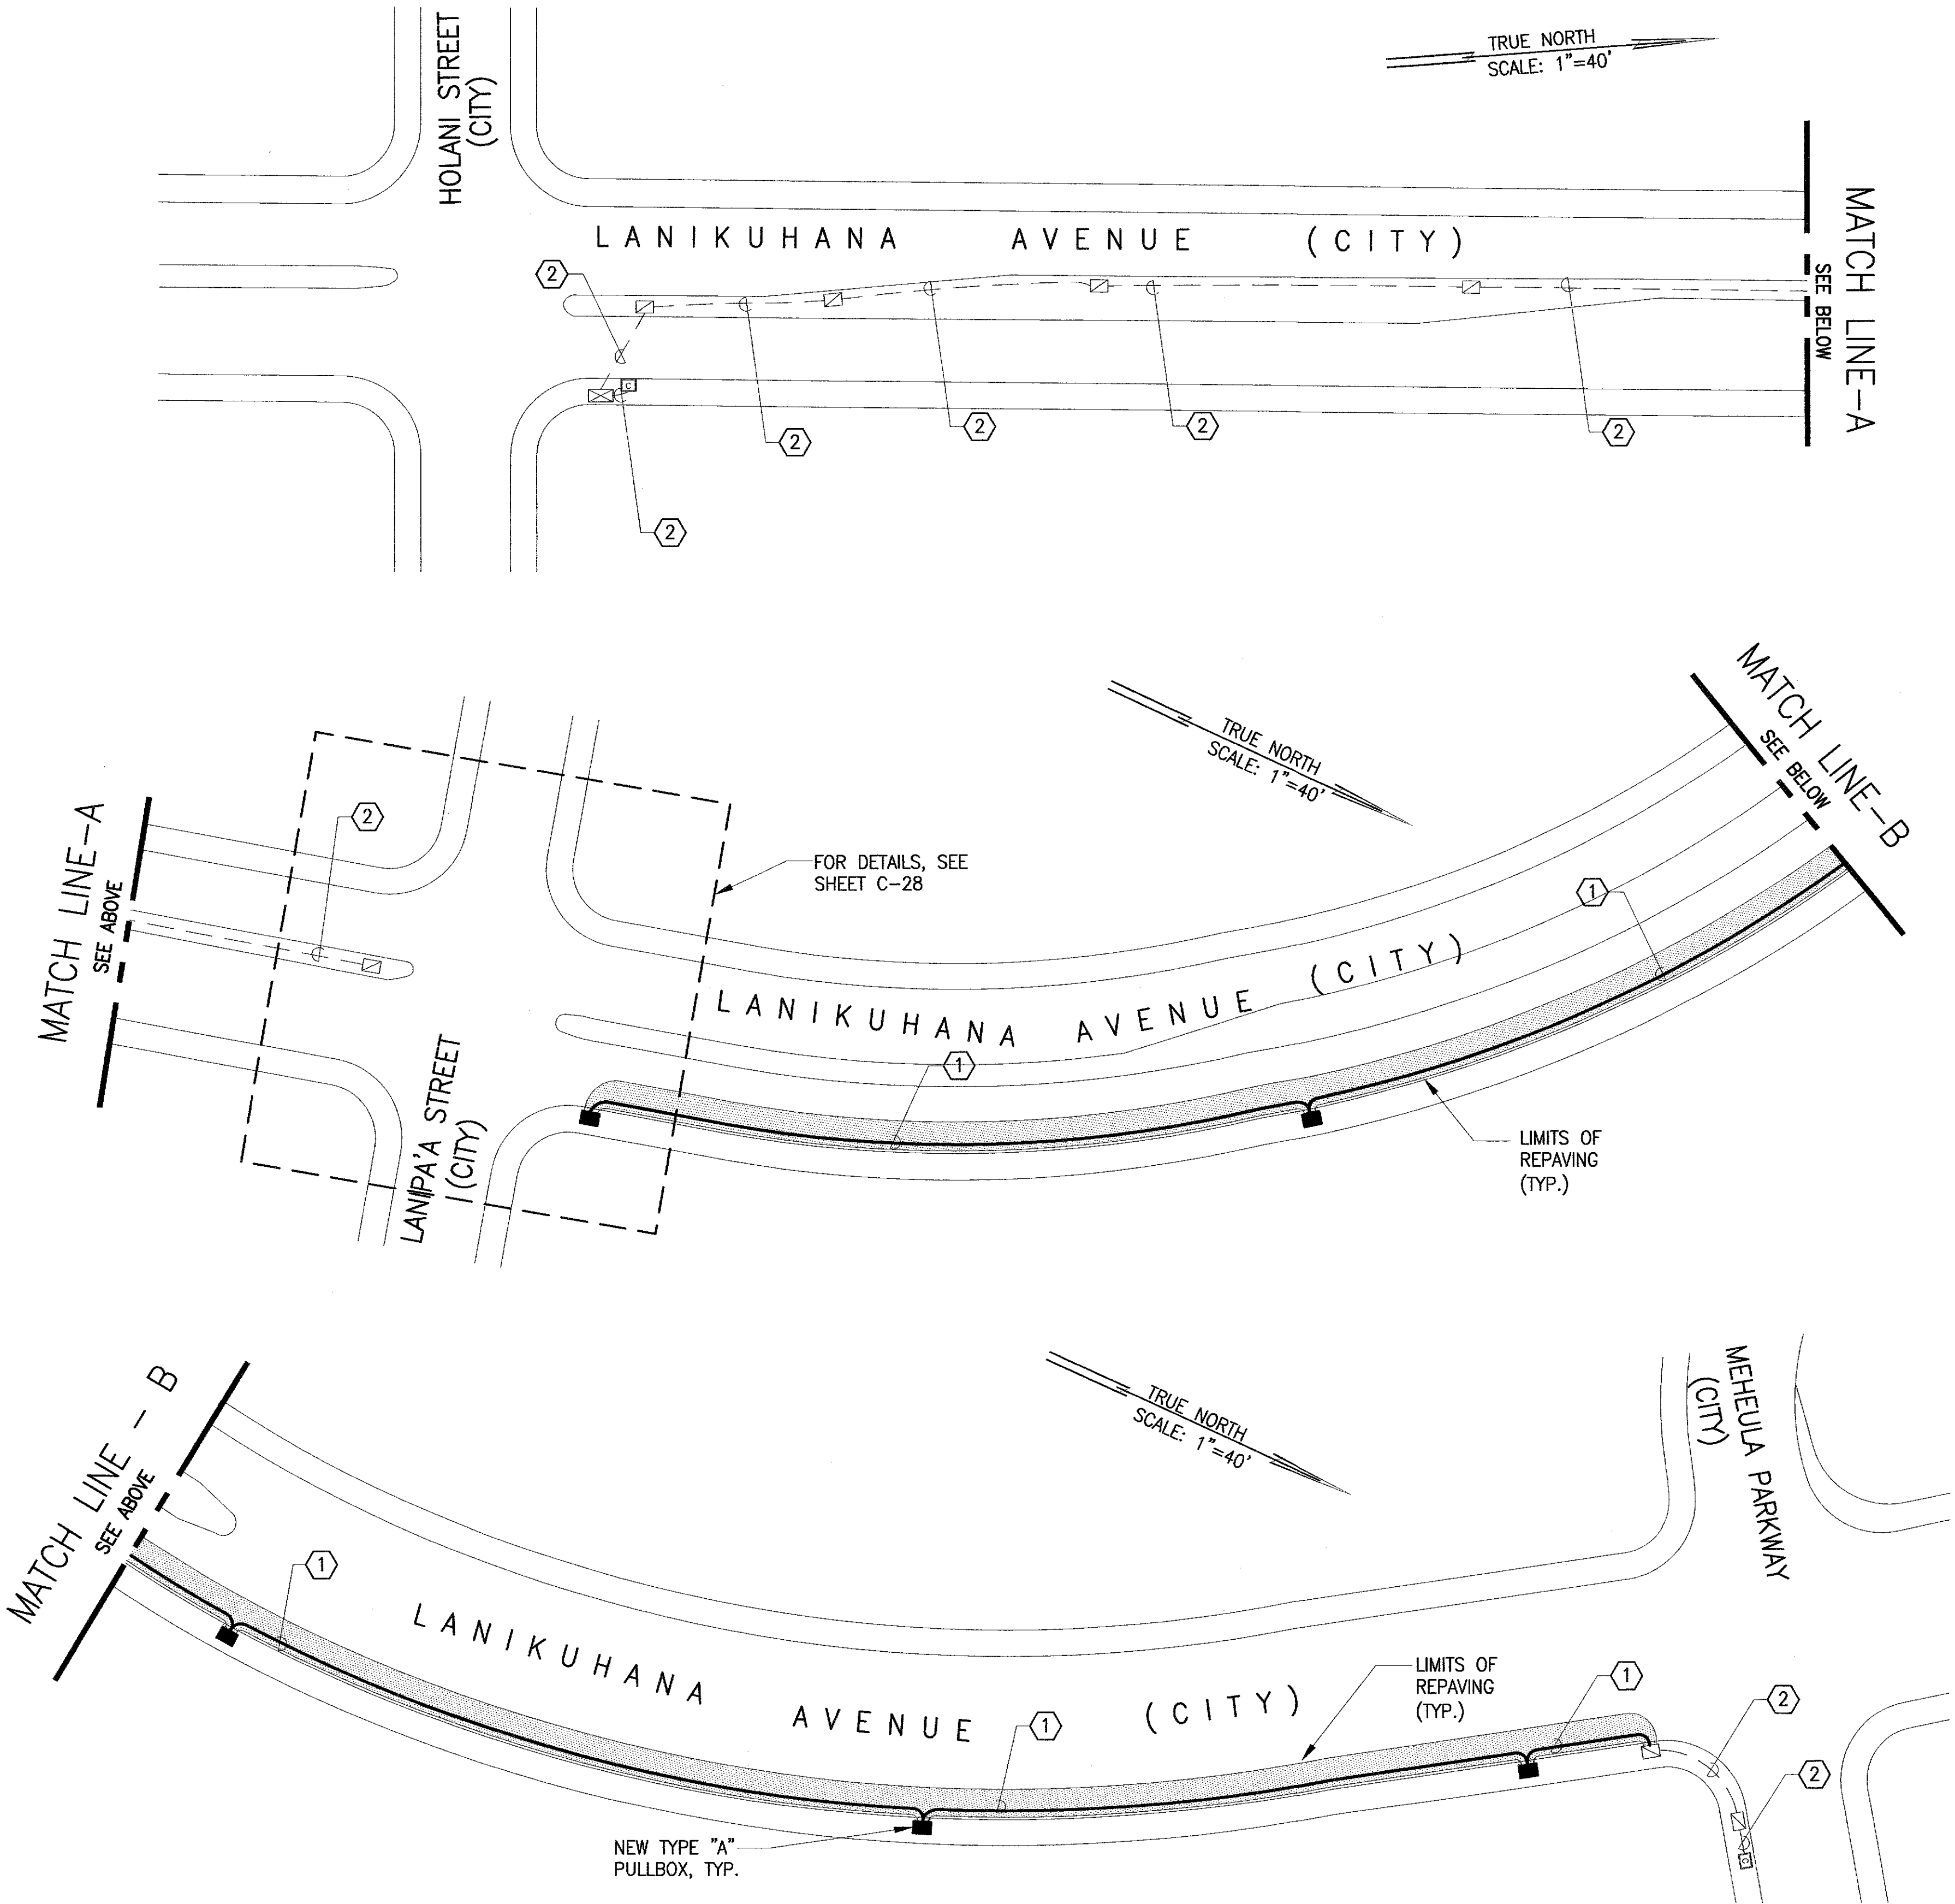 HOLANI STREET
(CITY)
TRUE NORTH
SCALE: 1"=40'
LANIKUHANA AVENUE (CITY)
MATCH LINE-A
SEE BELOW
2
2
2
2
2
2
C
MATCH LINE-A
SEE ABOVE
2
TRUE NORTH
SCALE: 1"=40'
MATCH LINE-B
SEE BELOW
FOR DETAILS, SEE
SHEET C-28
1
LANIKUHANA AVENUE (CITY)
1
LANIPA'A STREET
(CITY)
LIMITS OF
REPAVING
(TYP.)
MATCH LINE - B
SEE ABOVE
TRUE NORTH
SCALE: 1"=40'
MEHEULA PARKWAY
(CITY)
1
LANIKUHANA AVENUE (CITY)
1
LIMITS OF
REPAVING
(TYP.)
1
2
2
C
NEW TYPE "A"
PULLBOX, TYP.